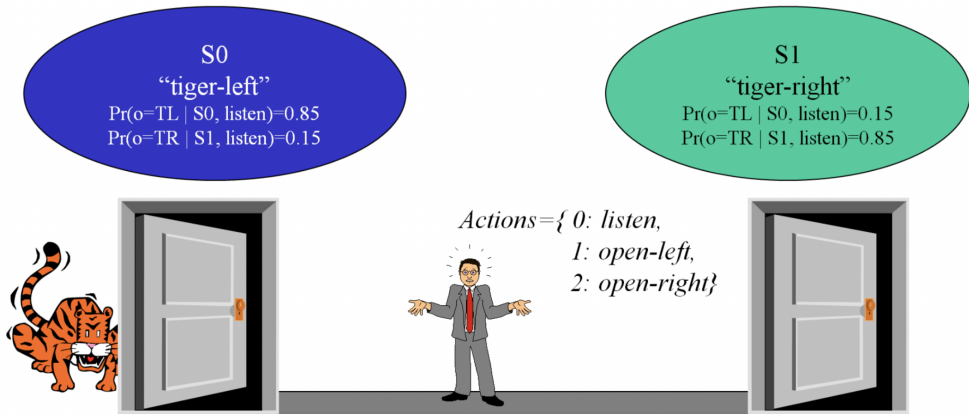 S0
“tiger-left”
Pr(o=TL | S0, listen)=0.85
Pr(o=TR | S1, listen)=0.15
S1
“tiger-right”
Pr(o=TL | S0, listen)=0.15
Pr(o=TR | S1, listen)=0.85
Actions={ 0: listen,
1: open-left,
2: open-right}